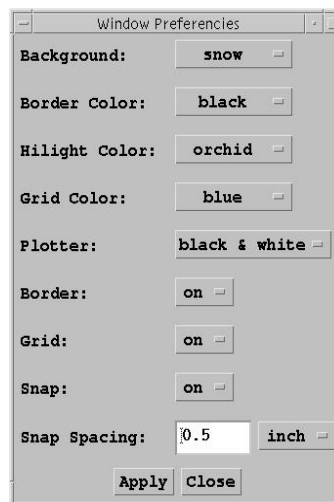 Window Preferencies
Background: snow
Border Color: black
Hilight Color: orchid
Grid Color: blue
Plotter: black & white
Border: on
Grid: on
Snap: on
Snap Spacing: 0.5 inch
Apply Close